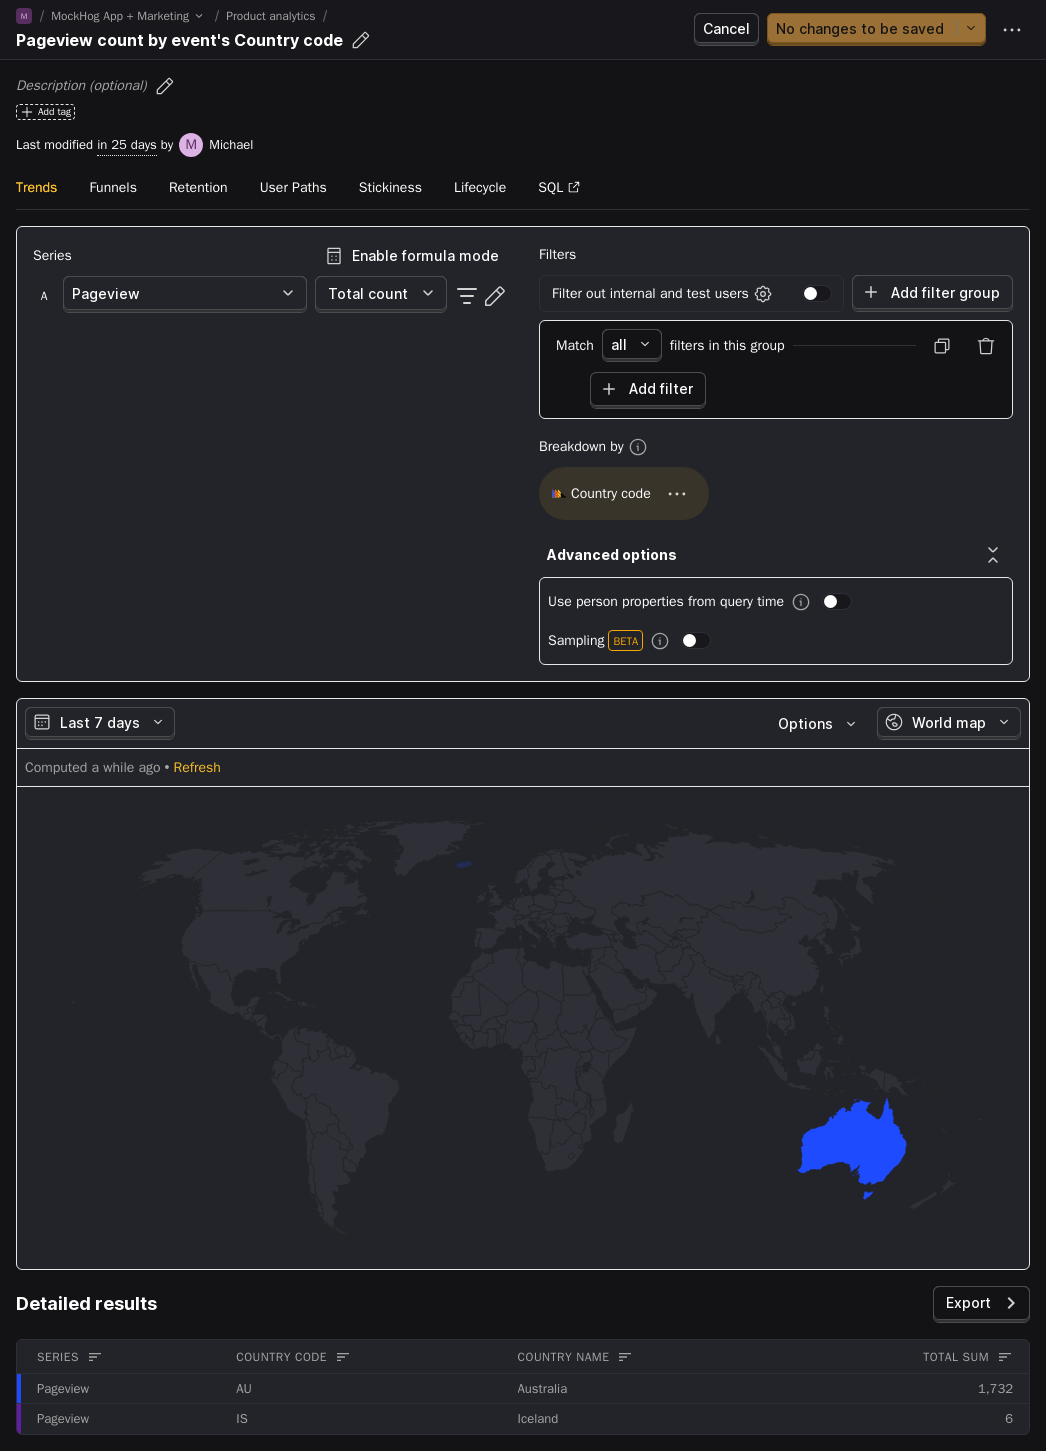 M / MockHog App + Marketing / Product analytics /
Pageview count by event's Country code
Cancel
No changes to be saved
Description (optional)
Add tag
Last modified in 25 days by M Michael
Trends Funnels Retention User Paths Stickiness Lifecycle SQL
Series
Enable formula mode
A Pageview Total count
Filters
Filter out internal and test users
Add filter group
Match all filters in this group
Add filter
Breakdown by
Country code
Advanced options
Use person properties from query time
Sampling BETA
Last 7 days
Options
World map
Computed a while ago • Refresh
Detailed results
Export
SERIES COUNTRY CODE COUNTRY NAME TOTAL SUM
Pageview AU Australia 1,732
Pageview IS Iceland 6